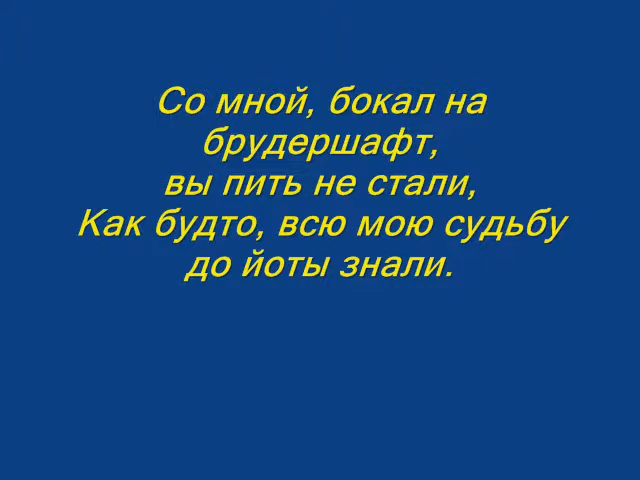 Со мной, бокал на
брудершафт,
вы пить не стали,
Как будто, всю мою судьбу
до йоты знали.